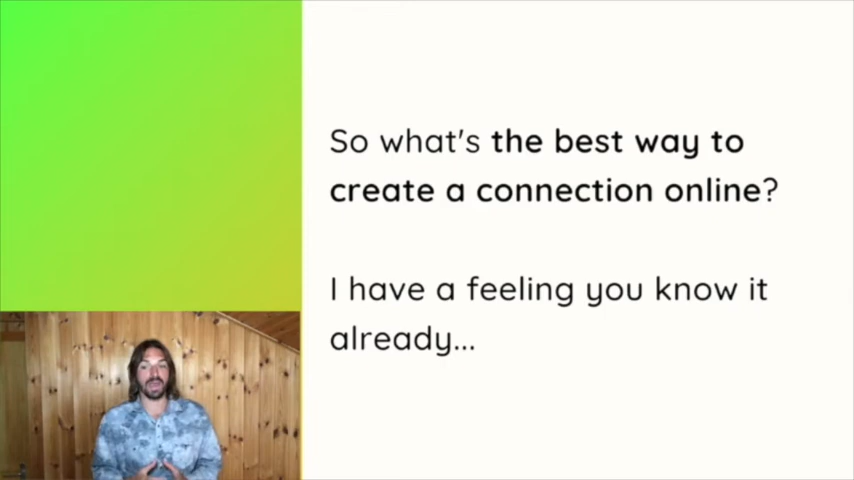 So what's the best way to
create a connection online?
I have a feeling you know it
already...